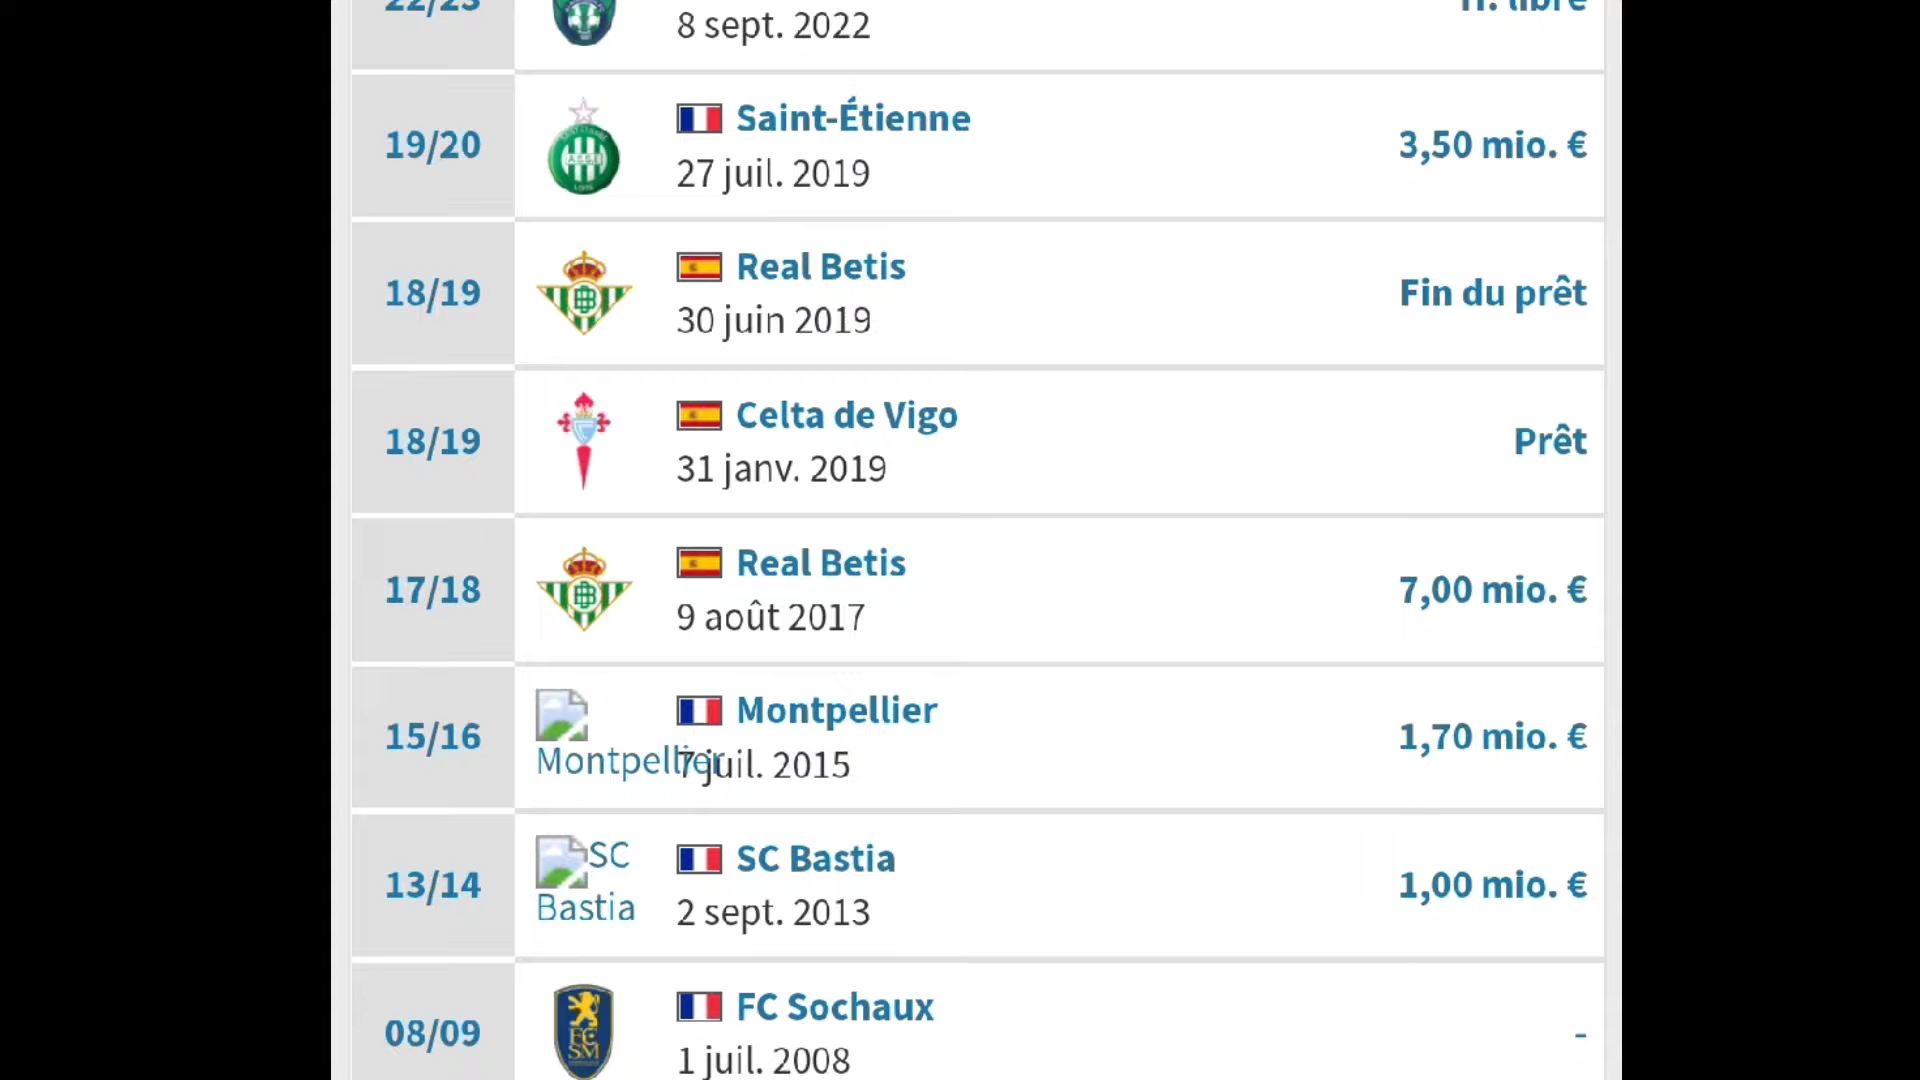 8 sept. 2022
19/20
Saint-Étienne
27 juil. 2019
3,50 mio. €
18/19
Real Betis
30 juin 2019
Fin du prêt
18/19
Celta de Vigo
31 janv. 2019
Prêt
17/18
Real Betis
9 août 2017
7,00 mio. €
15/16
Montpellier
Montpellier
7 juil. 2015
1,70 mio. €
13/14
SC
Bastia
SC Bastia
2 sept. 2013
1,00 mio. €
08/09
FC
SM
FC Sochaux
1 juil. 2008
-